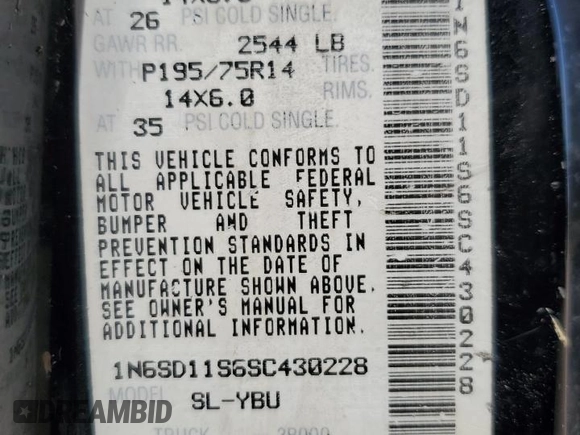 AT 26 PSI COLD SINGLE.
GAWR RR. 2544 LB
WITH P195/75R14 TIRES.
14X6.0 RIMS.
AT 35 PSI COLD SINGLE.
THIS VEHICLE CONFORMS TO
ALL APPLICABLE FEDERAL
MOTOR VEHICLE SAFETY,
BUMPER AND THEFT
PREVENTION STANDARDS IN
EFFECT ON THE DATE OF
MANUFACTURE SHOWN ABOVE.
SEE OWNER'S MANUAL FOR
ADDITIONAL INFORMATION.
1N6SD11S6SC430228
MODEL SL-YBU
TRUCK
1N6SD11S6SC430228
DREAMBID